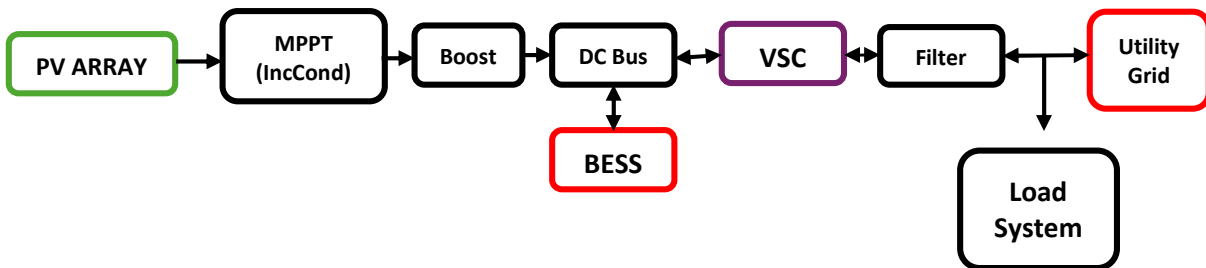 PV ARRAY
MPPT
(IncCond)
Boost
DC Bus
VSC
Filter
Utility
Grid
BESS
Load
System